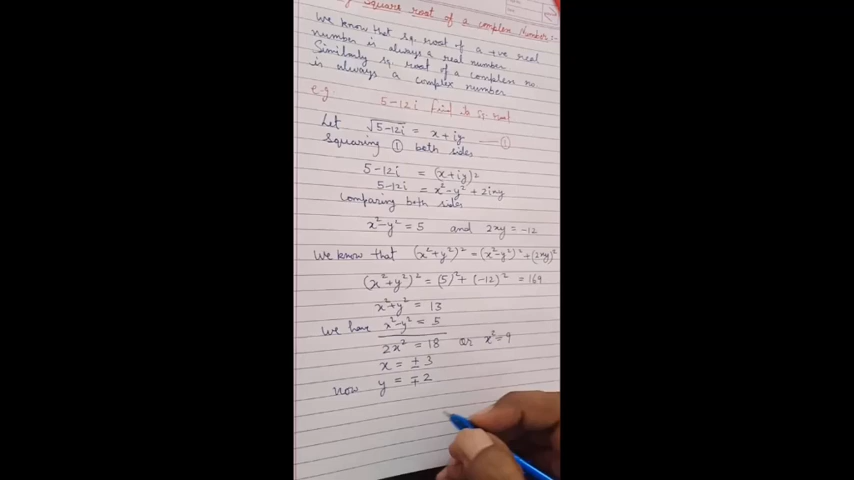 Square root of a complex Number :-
We know that sq. root of a +ve real
number is always a real number
Similarly sq. root of a complex no.
is always a complex number
e.g. 5-12i find its sq. root
Let √5-12i = x+iy —— ①
Squaring ① both sides
5-12i = (x+iy)²
5-12i = x²-y² + 2ixy
Comparing both sides
x²-y² = 5 and 2xy = -12
We know that (x²+y²)² = (x²-y²)² + (2xy)²
(x²+y²)² = (5)² + (-12)² = 169
x²+y² = 13
We have x²-y² = 5
2x² = 18 or x²=9
x = ± 3
Now y = ∓ 2